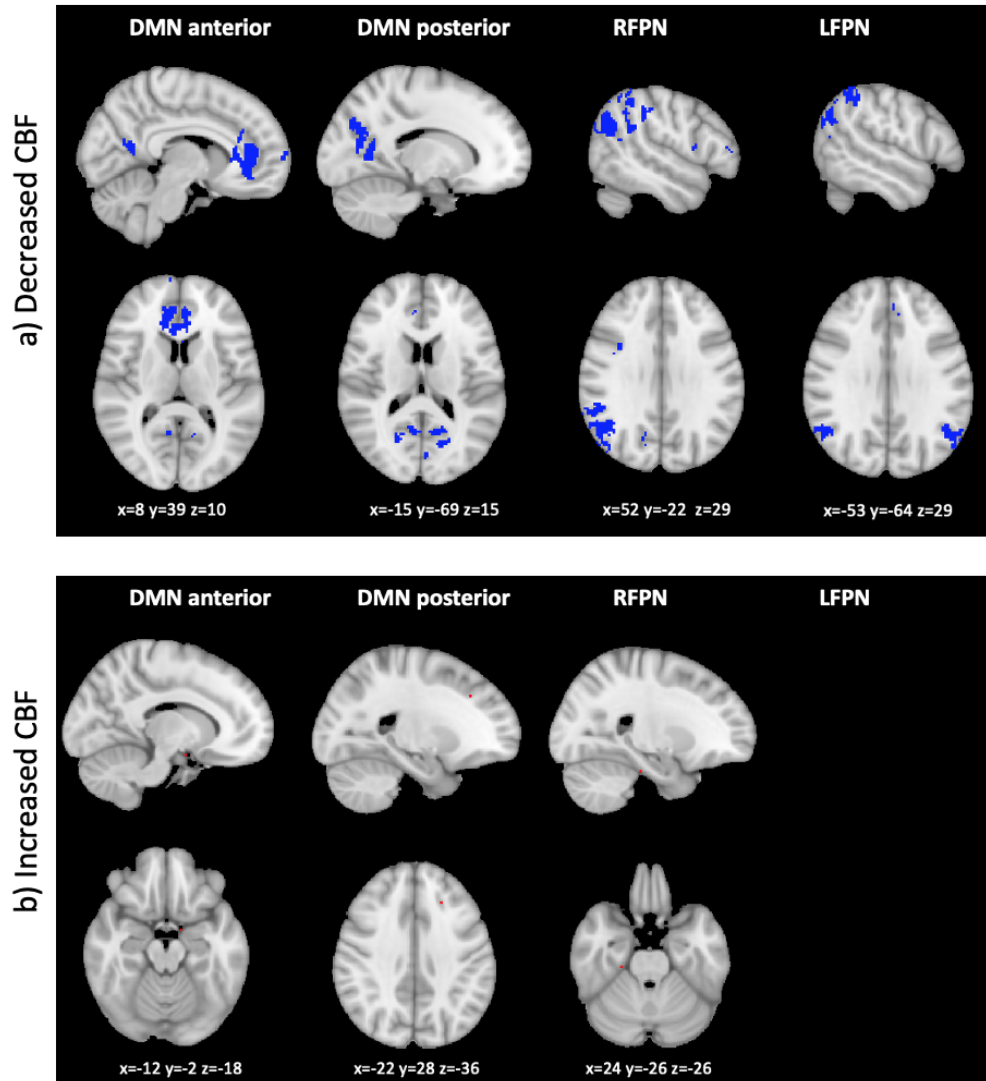 DMN anterior DMN posterior RFPN LFPN
a) Decreased CBF
x=8 y=39 z=10 x=-15 y=-69 z=15 x=52 y=-22 z=29 x=-53 y=-64 z=29
DMN anterior DMN posterior RFPN LFPN
b) Increased CBF
x=-12 y=-2 z=-18 x=-22 y=28 z=-36 x=24 y=-26 z=-26